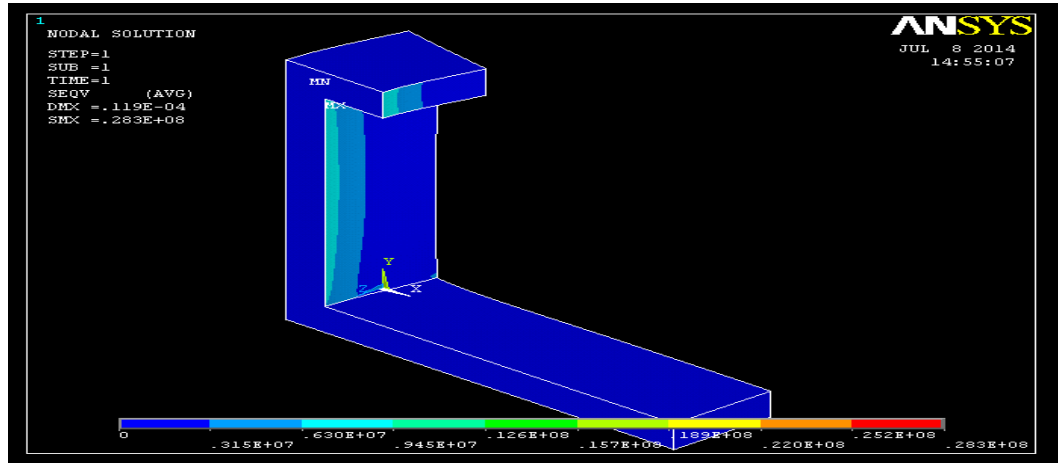 1
NODAL SOLUTION
STEP=1
SUB =1
TIME=1
SEQV (AVG)
DMX =.119E-04
SMX =.283E+08
ANSYS
JUL 8 2014
14:55:07
MN
MX
Y
Z X
0 .630E+07 .126E+08 .189E+08 .252E+08
.315E+07 .945E+07 .157E+08 .220E+08 .283E+08